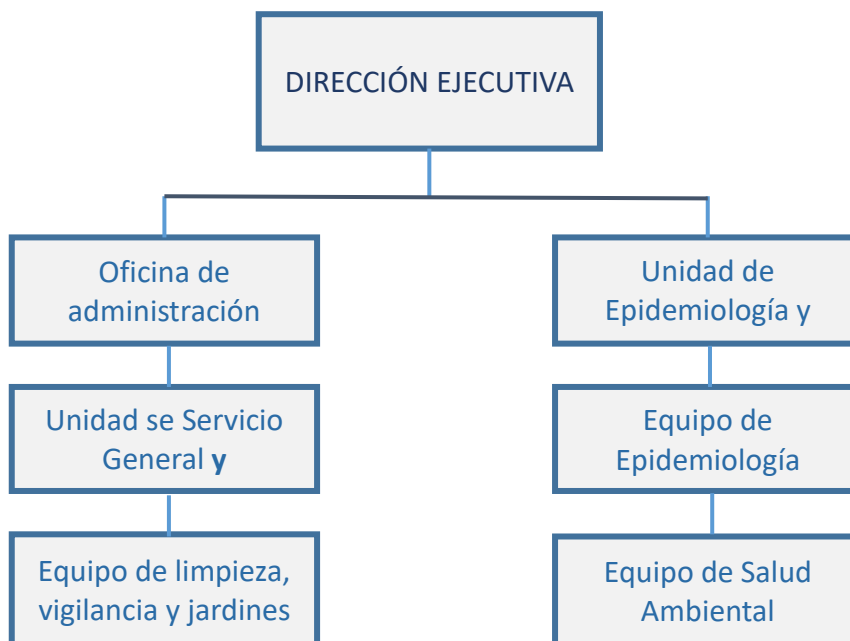 DIRECCIÓN EJECUTIVA
Oficina de
administración
Unidad de
Epidemiología y
Unidad se Servicio
General y
Equipo de
Epidemiología
Equipo de limpieza,
vigilancia y jardines
Equipo de Salud
Ambiental